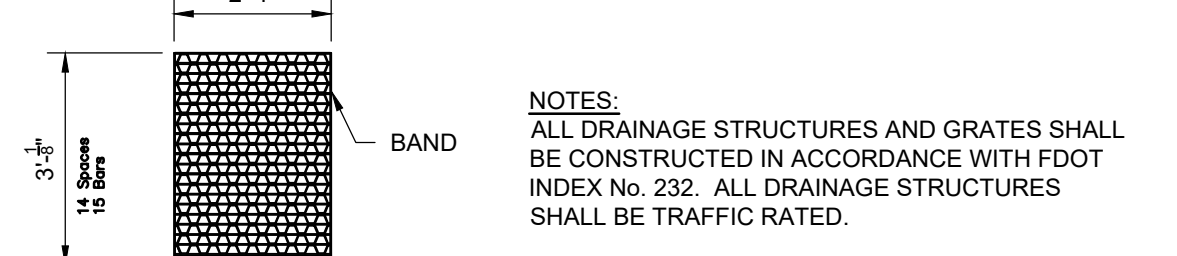 3'-⅛"
14 Spaces
15 Bars
BAND
NOTES:
ALL DRAINAGE STRUCTURES AND GRATES SHALL
BE CONSTRUCTED IN ACCORDANCE WITH FDOT
INDEX No. 232. ALL DRAINAGE STRUCTURES
SHALL BE TRAFFIC RATED.